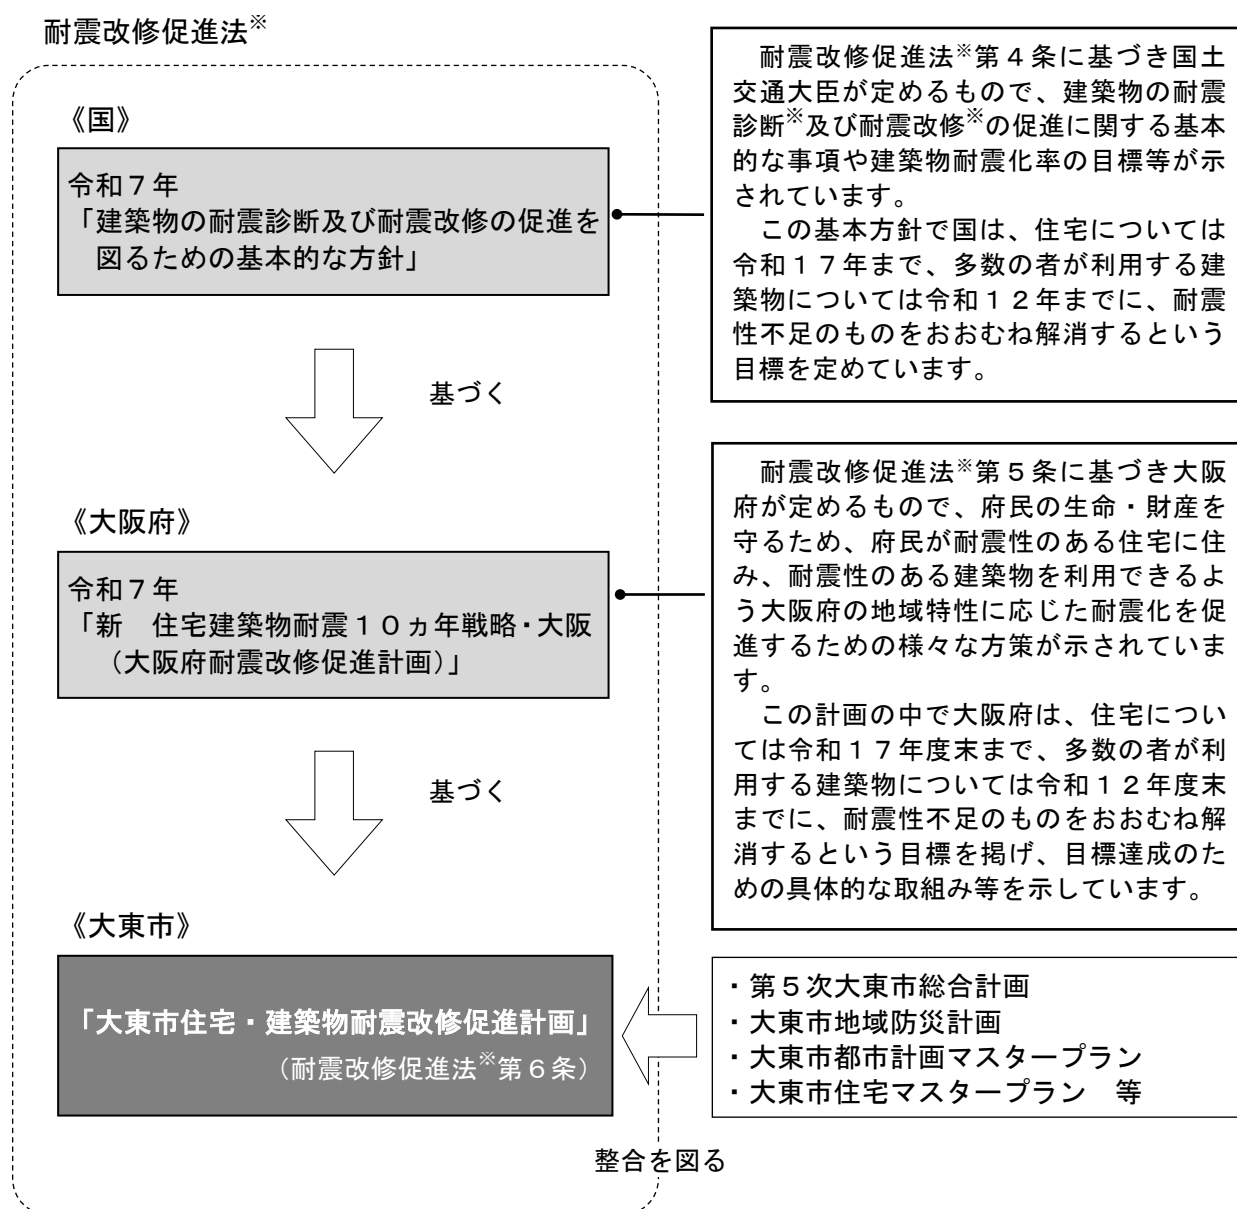 耐震改修促進法※
《国》
令和７年
「建築物の耐震診断及び耐震改修の促進を
図るための基本的な方針」
耐震改修促進法※第４条に基づき国土
交通大臣が定めるもので、建築物の耐震
診断※及び耐震改修※の促進に関する基本
的な事項や建築物耐震化率の目標等が示
されています。
この基本方針で国は、住宅については
令和１７年まで、多数の者が利用する建
築物については令和１２年までに、耐震
性不足のものをおおむね解消するという
目標を定めています。
基づく
《大阪府》
令和７年
「新　住宅建築物耐震１０ヵ年戦略・大阪
（大阪府耐震改修促進計画）」
耐震改修促進法※第５条に基づき大阪
府が定めるもので、府民の生命・財産を
守るため、府民が耐震性のある住宅に住
み、耐震性のある建築物を利用できるよ
う大阪府の地域特性に応じた耐震化を促
進するための様々な方策が示されていま
す。
この計画の中で大阪府は、住宅につい
ては令和１７年度末まで、多数の者が利
用する建築物については令和１２年度末
までに、耐震性不足のものをおおむね解
消するという目標を掲げ、目標達成のた
めの具体的な取組み等を示しています。
基づく
《大東市》
「大東市住宅・建築物耐震改修促進計画」
（耐震改修促進法※第６条）
・第５次大東市総合計画
・大東市地域防災計画
・大東市都市計画マスタープラン
・大東市住宅マスタープラン　等
整合を図る